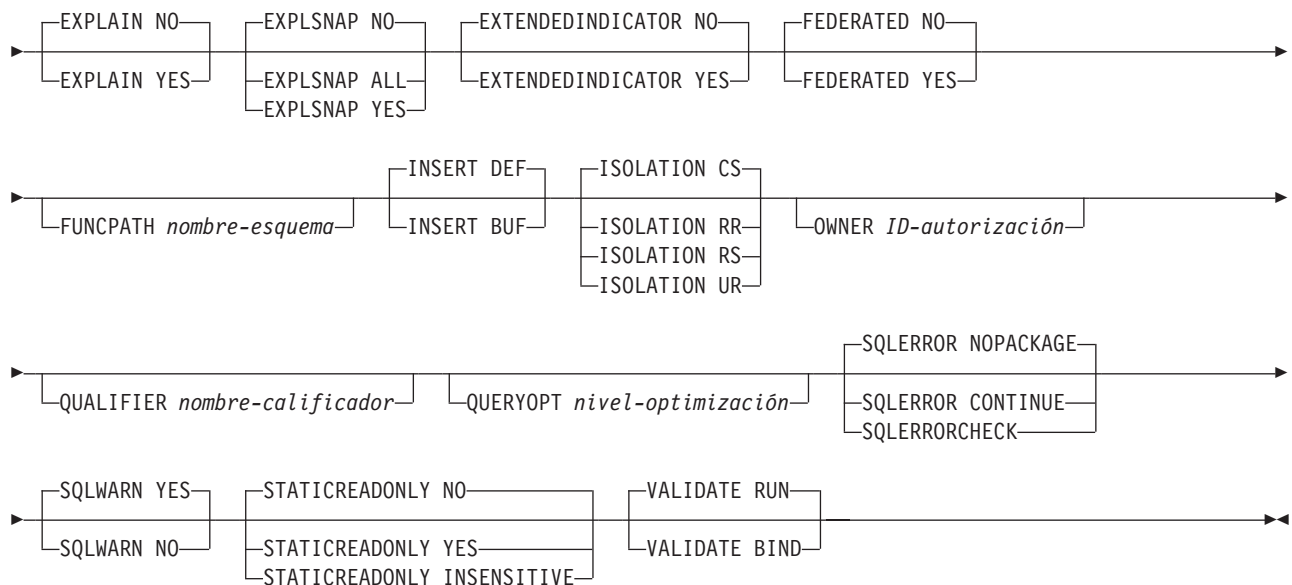 EXPLAIN NO EXPLSNAP NO EXTENDEDINDICATOR NO FEDERATED NO
EXPLAIN YES EXPLSNAP ALL EXTENDEDINDICATOR YES FEDERATED YES
EXPLSNAP YES
INSERT DEF ISOLATION CS
FUNCPATH nombre-esquema INSERT BUF ISOLATION RR OWNER ID-autorización
ISOLATION RS
ISOLATION UR
SQLERROR NOPACKAGE
QUALIFIER nombre-calificador QUERYOPT nivel-optimización SQLERROR CONTINUE
SQLERRORCHECK
SQLWARN YES STATICREADONLY NO VALIDATE RUN
SQLWARN NO STATICREADONLY YES VALIDATE BIND
STATICREADONLY INSENSITIVE